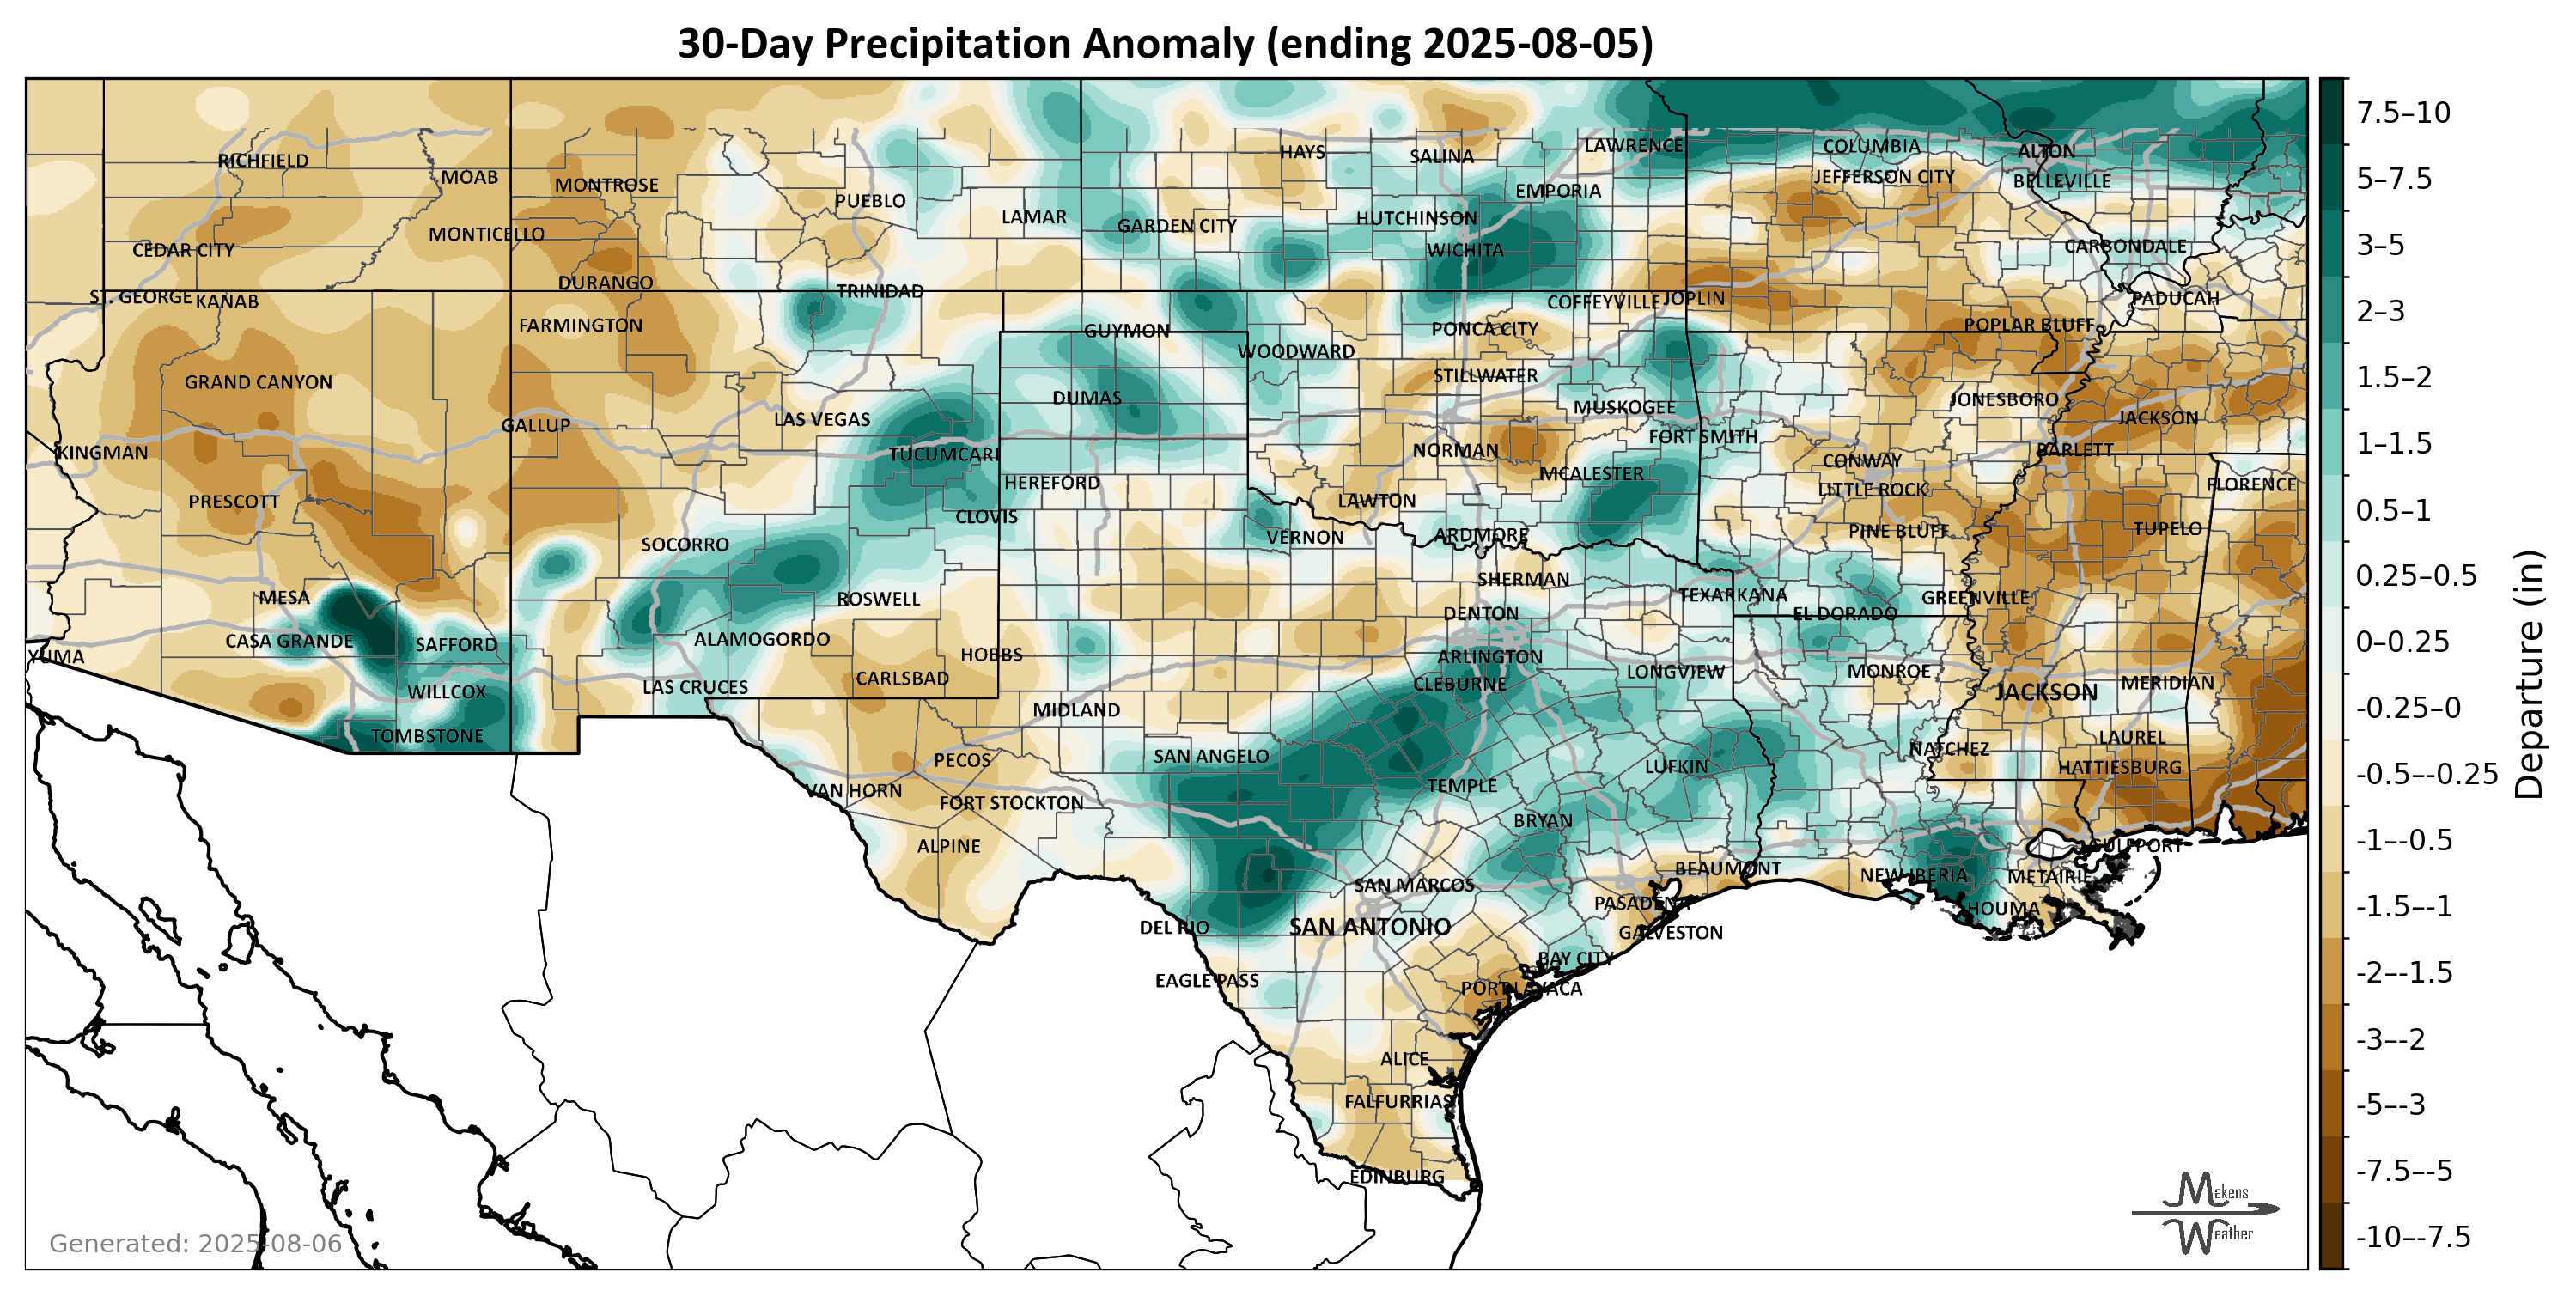 30-Day Precipitation Anomaly (ending 2025-08-05)
HAYS
SALINA
LAWRENCE
COLUMBIA
ALTON
RICHFIELD
MOAB
MONTROSE
PUEBLO
EMPORIA
JEFFERSON CITY
BELLEVILLE
LAMAR
GARDEN CITY
HUTCHINSON
MONTICELLO
CEDAR CITY
WICHITA
CARBONDALE
DURANGO
TRINIDAD
ST. GEORGE
KANAB
COFFEYVILLE
JOPLIN
PADUCAH
FARMINGTON
GUYMON
PONCA CITY
POPLAR BLUFF
WOODWARD
GRAND CANYON
STILLWATER
DUMAS
MUSKOGEE
JONESBORO
GALLUP
LAS VEGAS
JACKSON
KINGMAN
TUCUMCARI
NORMAN
FORT SMITH
BARLETT
CONWAY
PRESCOTT
HEREFORD
MCALESTER
LITTLE ROCK
FLORENCE
LAWTON
CLOVIS
SOCORRO
VERNON
ARDMORE
PINE BLUFF
TUPELO
MESA
ROSWELL
SHERMAN
TEXARKANA
GREENVILLE
DENTON
EL DORADO
CASA GRANDE
SAFFORD
ALAMOGORDO
YUMA
HOBBS
ARLINGTON
WILLCOX
LAS CRUCES
CARLSBAD
CLEBURNE
LONGVIEW
MONROE
JACKSON
MERIDIAN
TOMBSTONE
MIDLAND
PECOS
SAN ANGELO
LUFKIN
NATCHEZ
LAUREL
VAN HORN
FORT STOCKTON
TEMPLE
HATTIESBURG
ALPINE
BRYAN
GULFPORT
SAN MARCOS
BEAUMONT
NEW IBERIA
METAIRIE
DEL RIO
SAN ANTONIO
PASADENA
HOUMA
GALVESTON
EAGLE PASS
BAY CITY
PORT LAVACA
ALICE
FALFURRIAS
EDINBURG
7.5–10
5–7.5
3–5
2–3
1.5–2
1–1.5
0.5–1
0.25–0.5
0–0.25
-0.25–0
-0.5–-0.25
-1–-0.5
-1.5–-1
-2–-1.5
-3–-2
-5–-3
-7.5–-5
-10–-7.5
Departure (in)
Generated: 2025-08-06
Makens
Weather